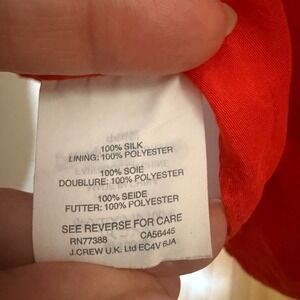 100% SILK
LINING: 100% POLYESTER
100% SOIE
DOUBLURE: 100% POLYESTER
100% SEIDE
FUTTER: 100% POLYESTER
SEE REVERSE FOR CARE
RN77388 CA56445
J.CREW U.K. Ltd EC4V 6JA